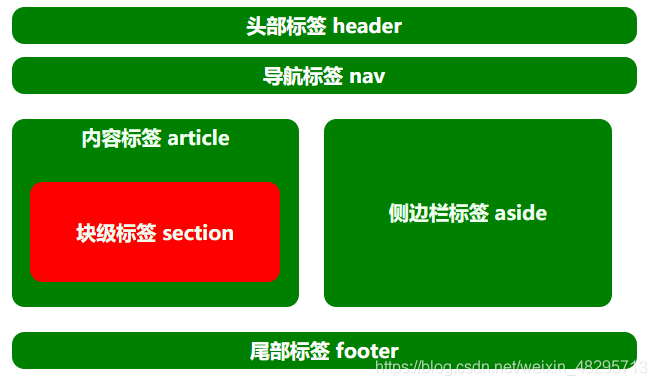 头部标签 header
导航标签 nav
内容标签 article
块级标签 section
侧边栏标签 aside
尾部标签 footer
https://blog.csdn.net/weixin_48295713